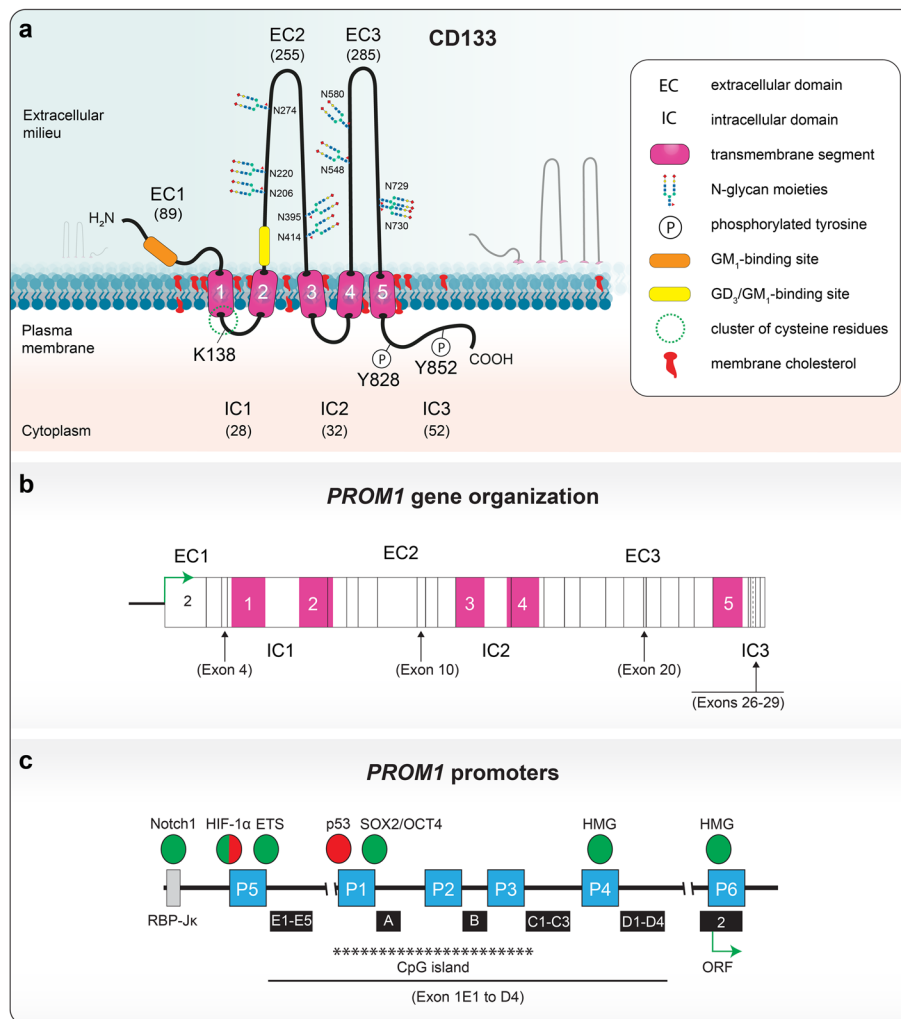 a
CD133
EC2
(255)
EC3
(285)
Extracellular
milieu
N274
N580
N548
N220
N206
N729
N730
N395
N414
EC1
(89)
H2N
1
2
3
4
5
Plasma
membrane
K138
P
Y828
P
Y852
COOH
IC1
(28)
IC2
(32)
IC3
(52)
Cytoplasm
EC extracellular domain
IC intracellular domain
transmembrane segment
N-glycan moieties
P phosphorylated tyrosine
GM1-binding site
GD3/GM1-binding site
cluster of cysteine residues
membrane cholesterol
b
PROM1 gene organization
EC1
EC2
EC3
2
1
2
3
4
5
IC1
IC2
IC3
(Exon 4)
(Exon 10)
(Exon 20)
(Exons 26-29)
c
PROM1 promoters
Notch1 HIF-1α ETS p53 SOX2/OCT4 HMG HMG
P5 P1 P2 P3 P4 P6
RBP-Jκ E1-E5 A B C1-C3 D1-D4 2
*********************
CpG island
ORF
(Exon 1E1 to D4)